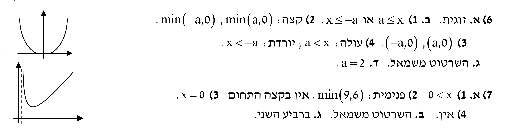 6) א. זוגית. ב. 1) a ≤ x או x ≤ -a. 2) קצה: min(a,0), min(-a,0).
3) (a,0), (-a,0). 4) עולה: a < x; יורדת: x < -a.
ג. השרטוט משמאל. ד. a = 2.
7) א. 1) 0 < x 2) פנימית: min(9,6). אין בקצה התחום 3) x = 0.
4) אין. ב. השרטוט משמאל. ג. ברביע השני.